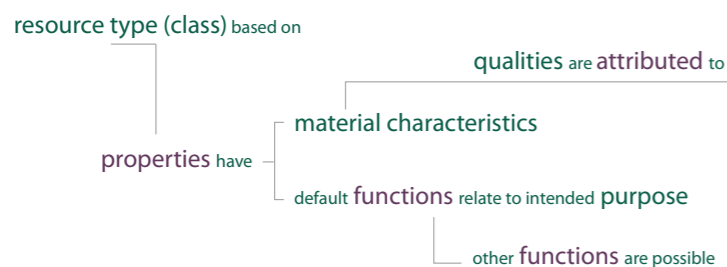 resource type (class) based on
qualities are attributed to
material characteristics
properties have
default functions relate to intended purpose
other functions are possible